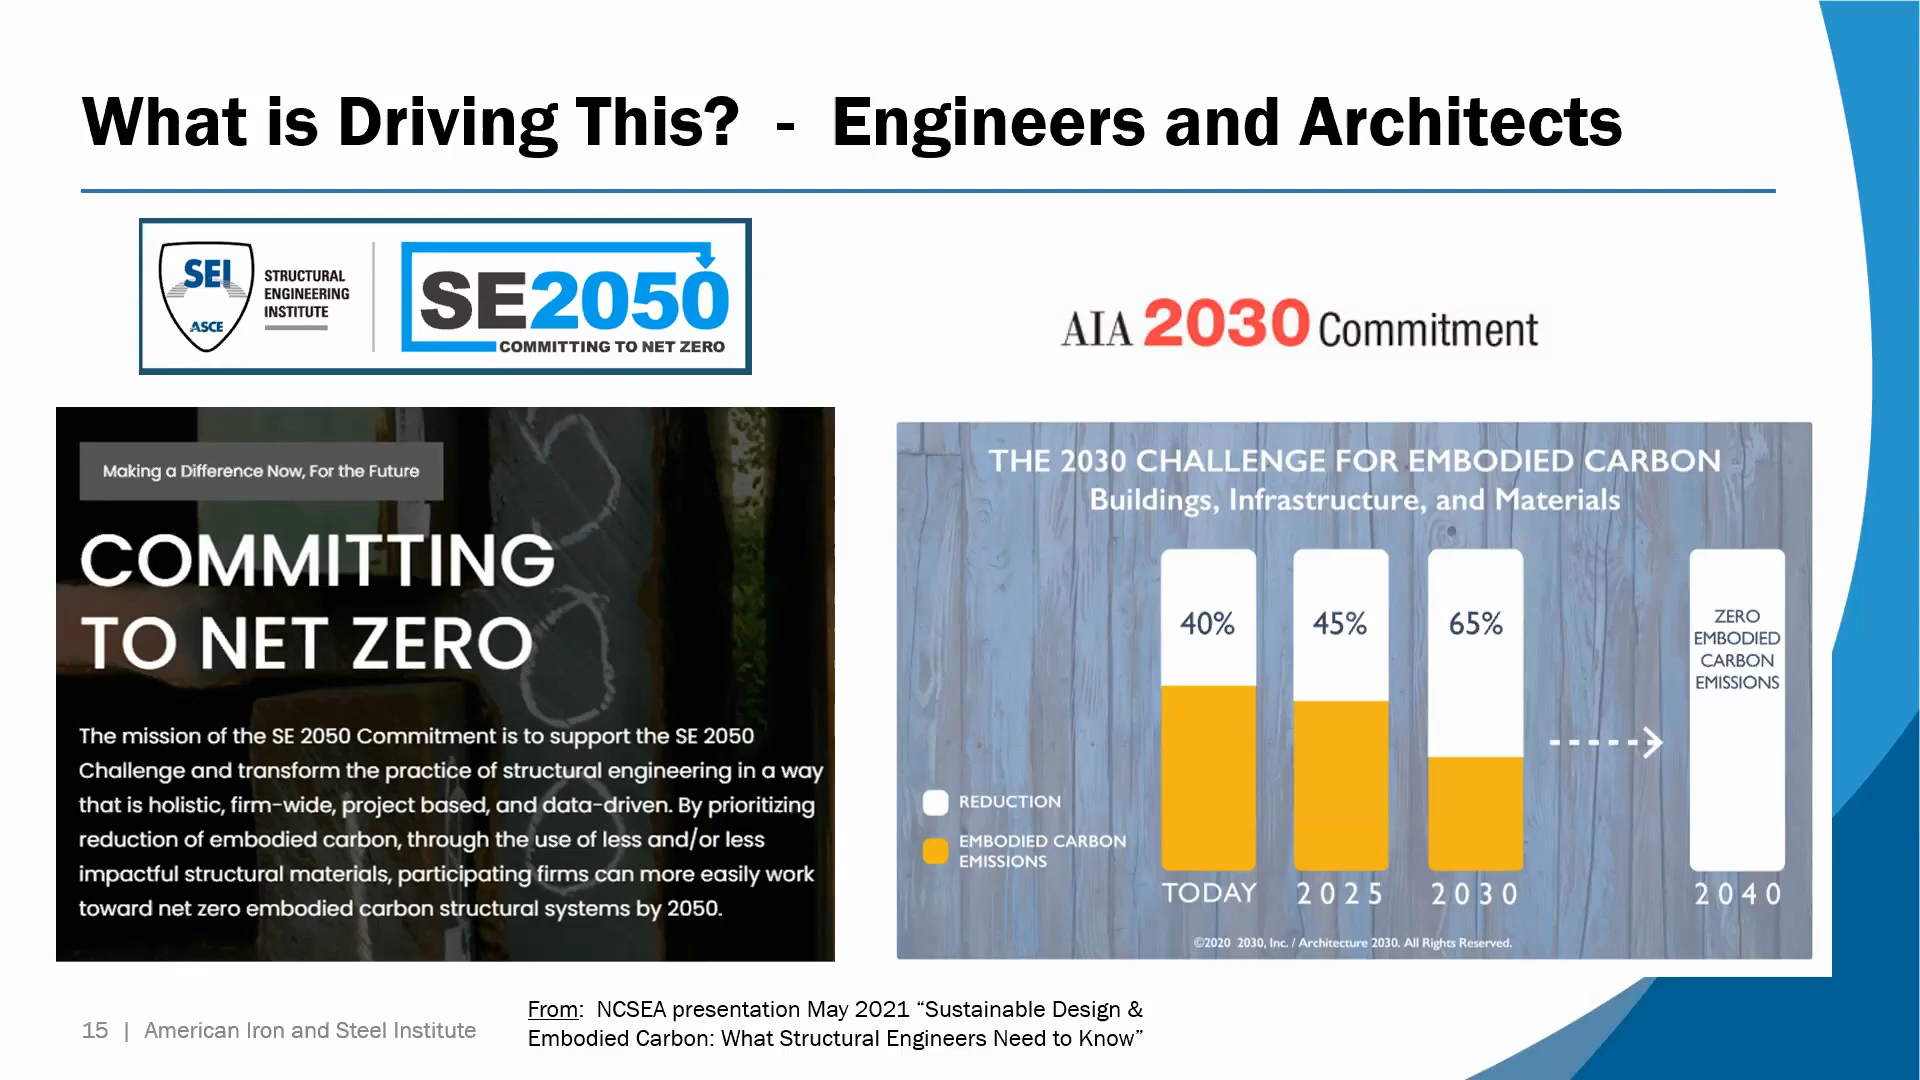 What is Driving This?  -  Engineers and Architects
SEI
ASCE
STRUCTURAL
ENGINEERING
INSTITUTE
SE2050
COMMITTING TO NET ZERO
AIA 2030 Commitment
Making a Difference Now, For the Future
COMMITTING
TO NET ZERO
The mission of the SE 2050 Commitment is to support the SE 2050
Challenge and transform the practice of structural engineering in a way
that is holistic, firm-wide, project based, and data-driven. By prioritizing
reduction of embodied carbon, through the use of less and/or less
impactful structural materials, participating firms can more easily work
toward net zero embodied carbon structural systems by 2050.
THE 2030 CHALLENGE FOR EMBODIED CARBON
Buildings, Infrastructure, and Materials
40%
45%
65%
ZERO
EMBODIED
CARBON
EMISSIONS
REDUCTION
EMBODIED CARBON
EMISSIONS
TODAY
2025
2030
2040
©2020 2030, Inc. / Architecture 2030. All Rights Reserved.
15 | American Iron and Steel Institute
From: NCSEA presentation May 2021 “Sustainable Design &
Embodied Carbon: What Structural Engineers Need to Know”